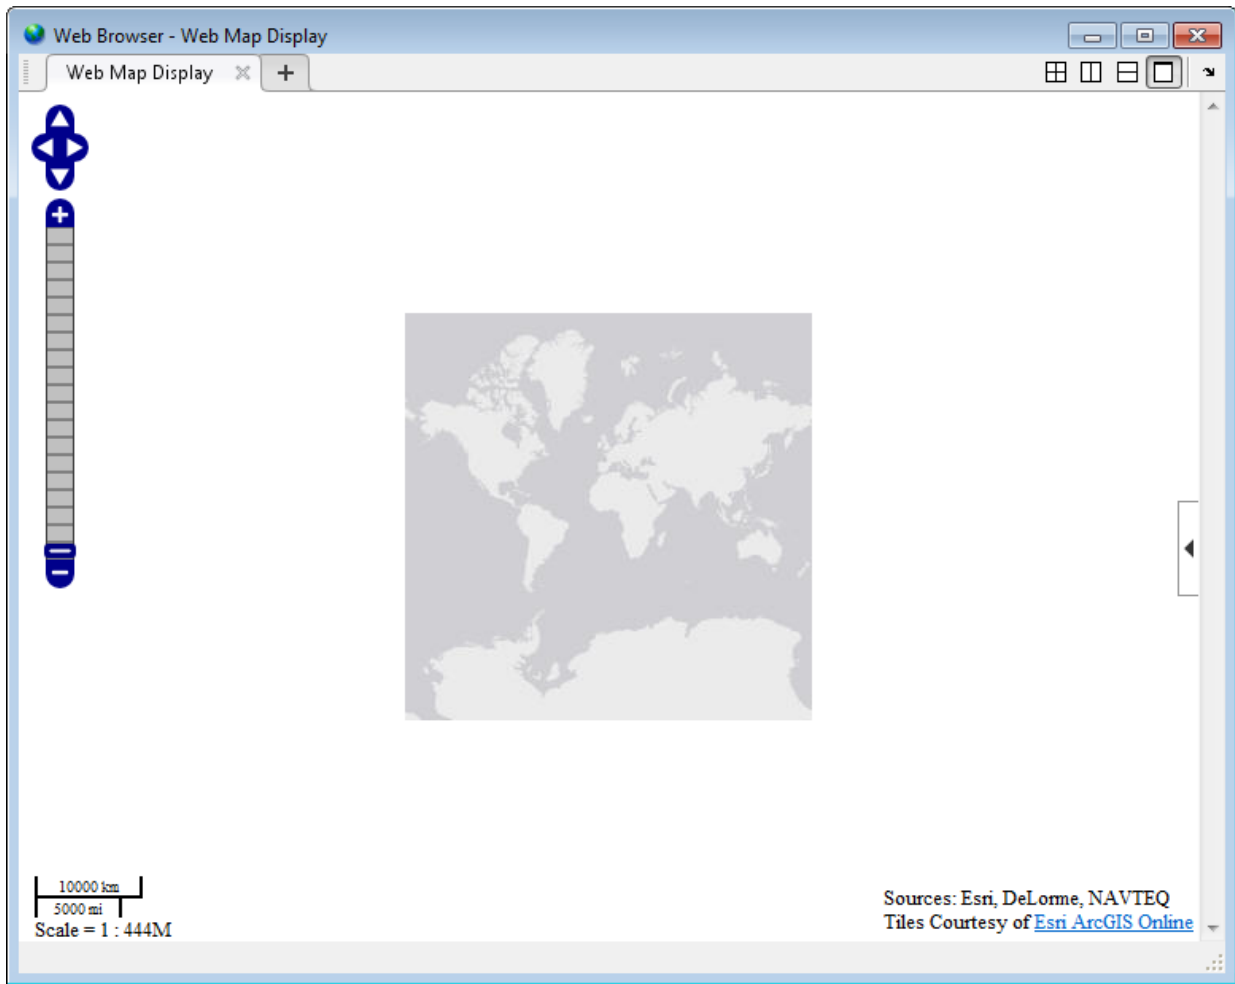 Web Browser - Web Map Display
Web Map Display
10000 km
5000 mi
Scale = 1 : 444M
Sources: Esri, DeLorme, NAVTEQ
Tiles Courtesy of Esri ArcGIS Online